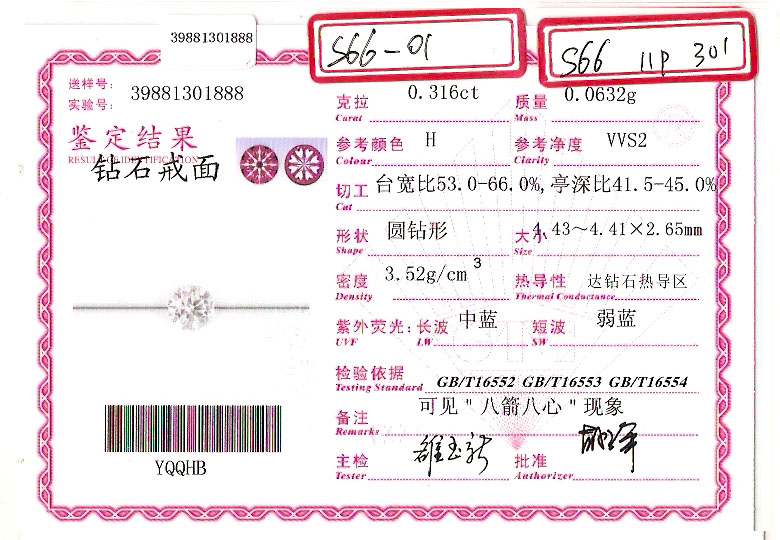 39881301888
S66-01
S66 11P 301
送样号:
实验号: 39881301888
鉴定结果
RESULT OF IDENTIFICATION
钻石戒面
克拉 0.316ct 质量 0.0632g
Carat Mass
参考颜色 H 参考净度 VVS2
Colour Clarity
切工 台宽比53.0-66.0%,亭深比41.5-45.0%
Cut
形状 圆钻形 大小 4.43～4.41×2.65mm
Shape Size
密度 3.52g/cm³ 热导性 达钻石热导区
Density Thermal Conductance
紫外荧光: 长波 中蓝 短波 弱蓝
UVF LW SW
检验依据 GB/T16552 GB/T16553 GB/T16554
Testing Standard
备注 可见"八箭八心"现象
Remarks
主检 批准
Tester Authorizer
YQQHB